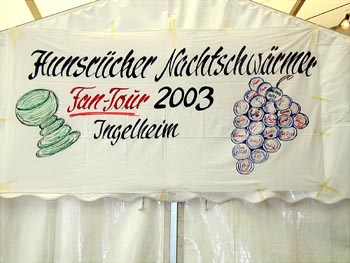 Hunsrücker Nachtschwärmer
Fan-Tour 2003
Ingelheim